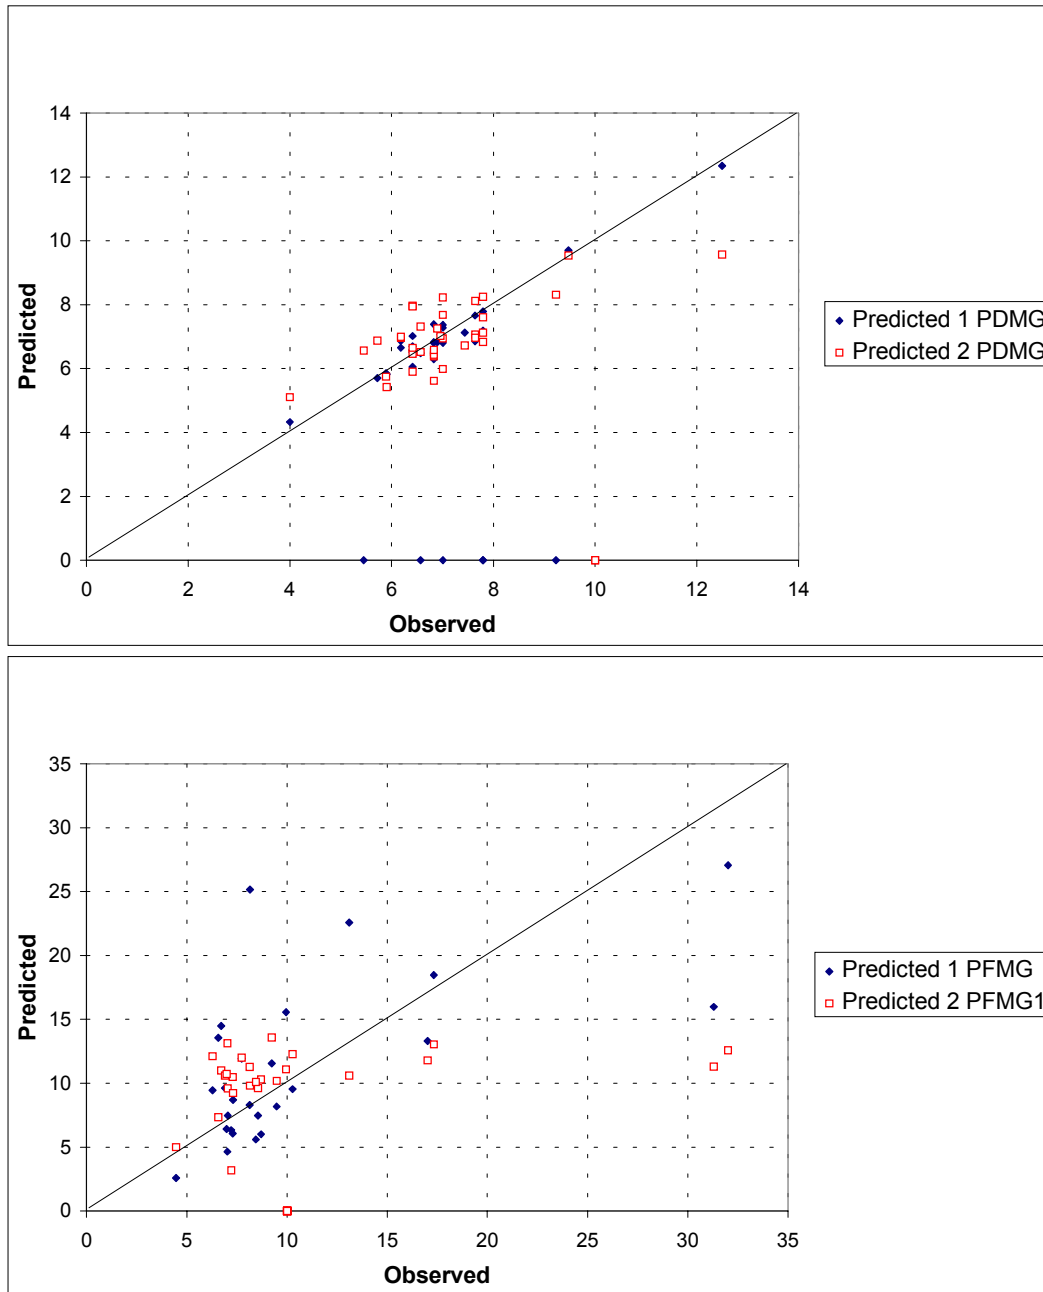 14
12
10
8
6
4
2
0
Predicted
0 2 4 6 8 10 12 14
Observed
Predicted 1 PDMG
Predicted 2 PDMG
35
30
25
20
15
10
5
0
Predicted
0 5 10 15 20 25 30 35
Observed
Predicted 1 PFMG
Predicted 2 PFMG1